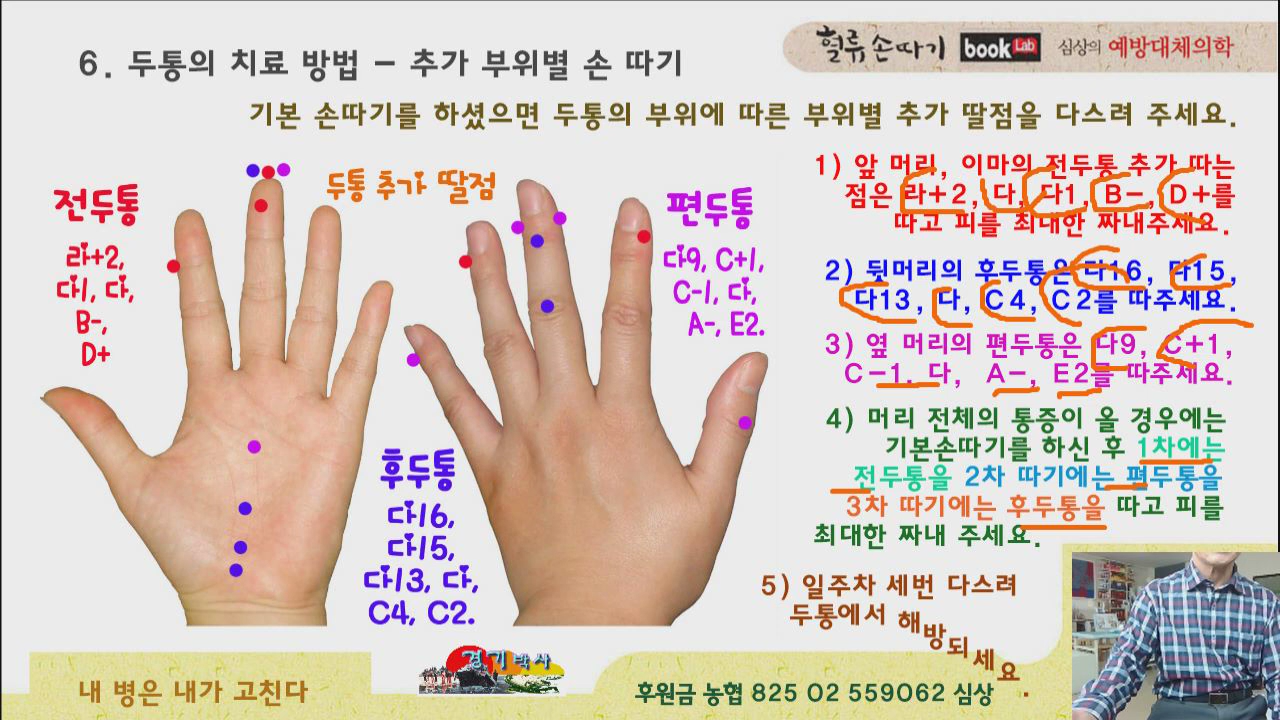 6. 두통의 치료 방법 - 추가 부위별 손 따기
혈류손따기 book Lab 심상의 예방대체의학
기본 손따기를 하셨으면 두통의 부위에 따른 부위별 추가 딸점을 다스려 주세요.
전두통
라+2,
다1, 다,
B-,
D+
두통 추가 딸점
편두통
다9, C+1,
C-1, 다,
A-, E2.
후두통
다16,
다15,
다13, 다,
C4, C2.
1) 앞 머리, 이마의 전두통 추가 따는
점은 라+2, 다, 다1, B-, D+를
따고 피를 최대한 짜내주세요.
2) 뒷머리의 후두통은 다16, 다15,
다13, 다, C4, C2를 따주세요.
3) 옆 머리의 편두통은 다9, C+1,
C-1, 다, A-, E2를 따주세요.
4) 머리 전체의 통증이 올 경우에는
기본손따기를 하신 후 1차에는
전두통을 2차 따기에는 편두통을
3차 따기에는 후두통을 따고 피를
최대한 짜내 주세요.
5) 일주차 세번 다스려
두통에서 해방되세요.
내 병은 내가 고친다
경기박사
후원금 농협 825 02 559062 심상